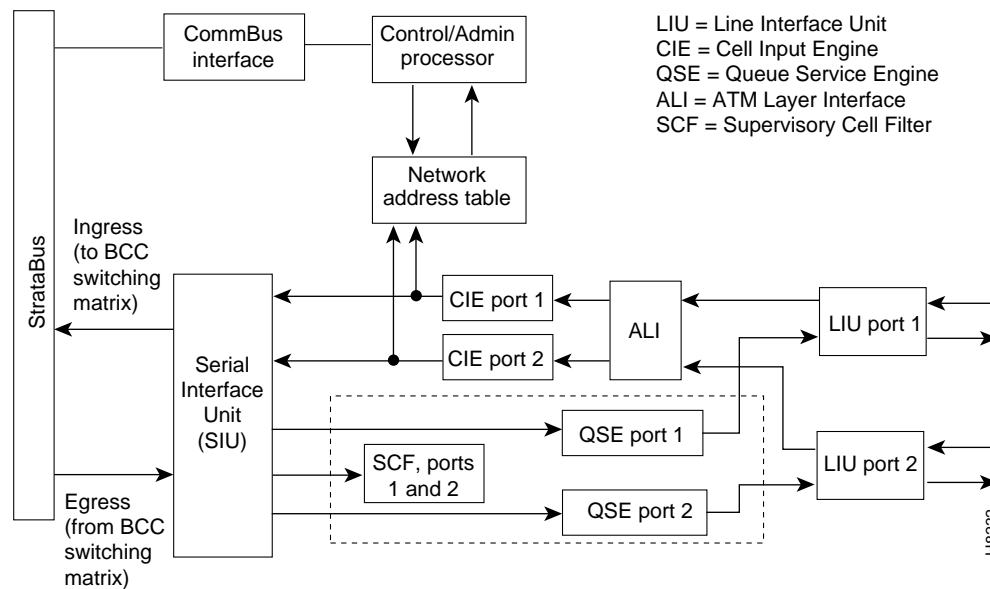 CommBus
interface
Control/Admin
processor
LIU = Line Interface Unit
CIE = Cell Input Engine
QSE = Queue Service Engine
ALI = ATM Layer Interface
SCF = Supervisory Cell Filter
Network
address table
StrataBus
Ingress
(to BCC
switching
matrix)
CIE port 1
CIE port 2
ALI
LIU port 1
Serial
Interface
Unit
(SIU)
QSE port 1
SCF, ports
1 and 2
QSE port 2
LIU port 2
Egress
(from BCC
switching
matrix)